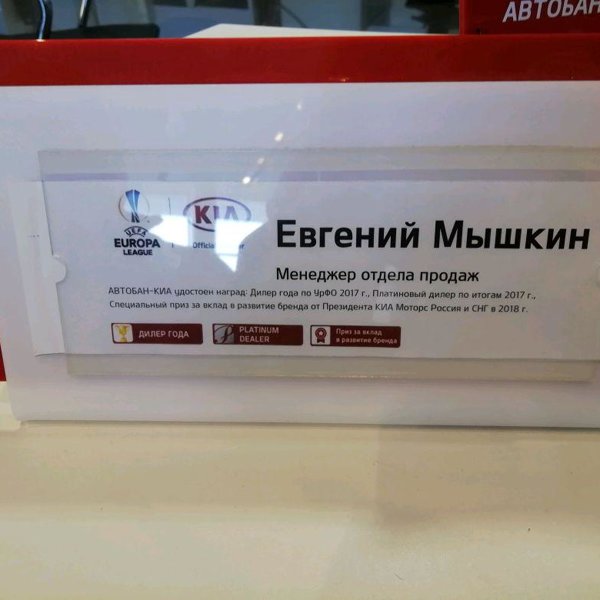 АВТОБАН
UEFA
EUROPA
LEAGUE
KIA
Евгений Мышкин
Менеджер отдела продаж
АВТОБАН-КИА удостоен наград: Дилер года по УрФО 2017 г., Платиновый дилер по итогам 2017 г.,
Специальный приз за вклад в развитие бренда от Президента КИА Моторс Россия и СНГ в 2018 г.
ДИЛЕР ГОДА
PLATINUM
DEALER
Приз за вклад
в развитие бренда